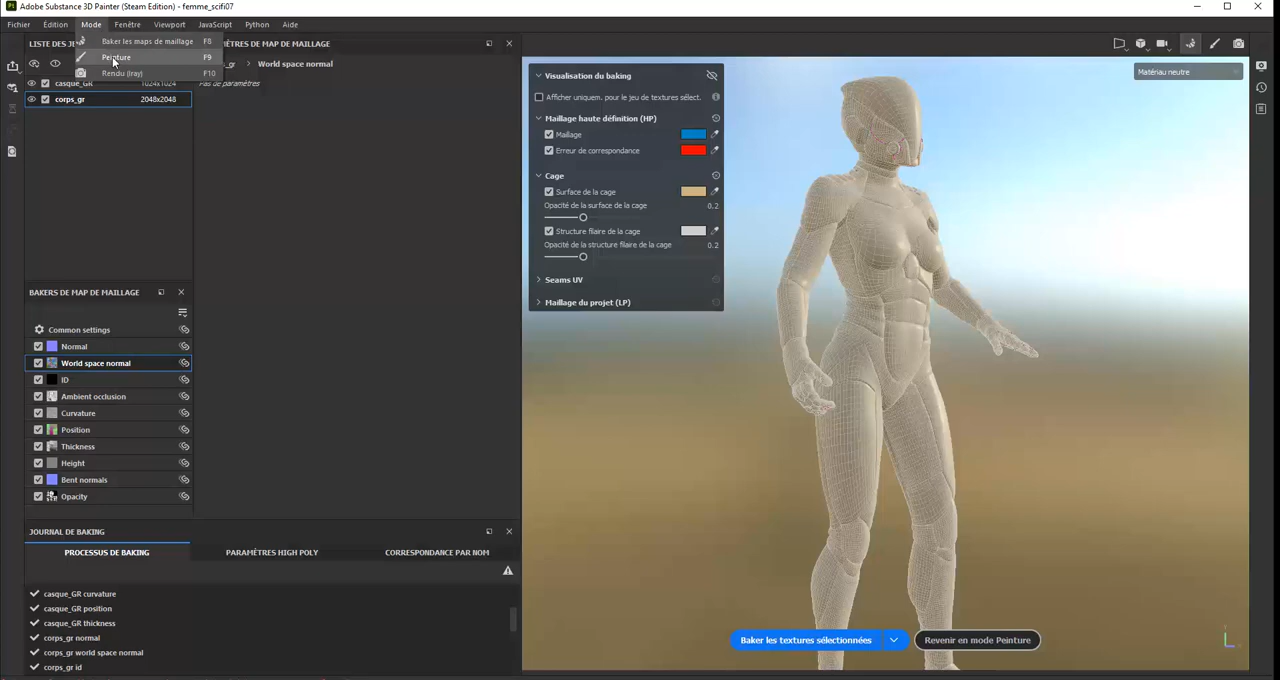 Pt Adobe Substance 3D Painter (Steam Edition) - femme_scifi07
Fichier Édition Mode Fenêtre Viewport JavaScript Python Aide
Baker les maps de maillage F8
Peinture F9
Rendu (Iray) F10
MÈTRES DE MAP DE MAILLAGE
_gr > World space normal
Pas de paramètres
casque_GR 1024x1024
corps_gr 2048x2048
BAKERS DE MAP DE MAILLAGE
Common settings
Normal
World space normal
ID
Ambient occlusion
Curvature
Position
Thickness
Height
Bent normals
Opacity
JOURNAL DE BAKING
PROCESSUS DE BAKING PARAMÈTRES HIGH POLY CORRESPONDANCE PAR NOM
casque_GR curvature
casque_GR position
casque_GR thickness
corps_gr normal
corps_gr world space normal
corps_gr id
Visualisation du baking
Afficher uniquem. pour le jeu de textures sélect.
Maillage haute définition (HP)
Maillage
Erreur de correspondance
Cage
Surface de la cage
Opacité de la surface de la cage 0.2
Structure filaire de la cage
Opacité de la structure filaire de la cage 0.2
Seams UV
Maillage du projet (LP)
Matériau neutre
Baker les textures sélectionnées
Revenir en mode Peinture